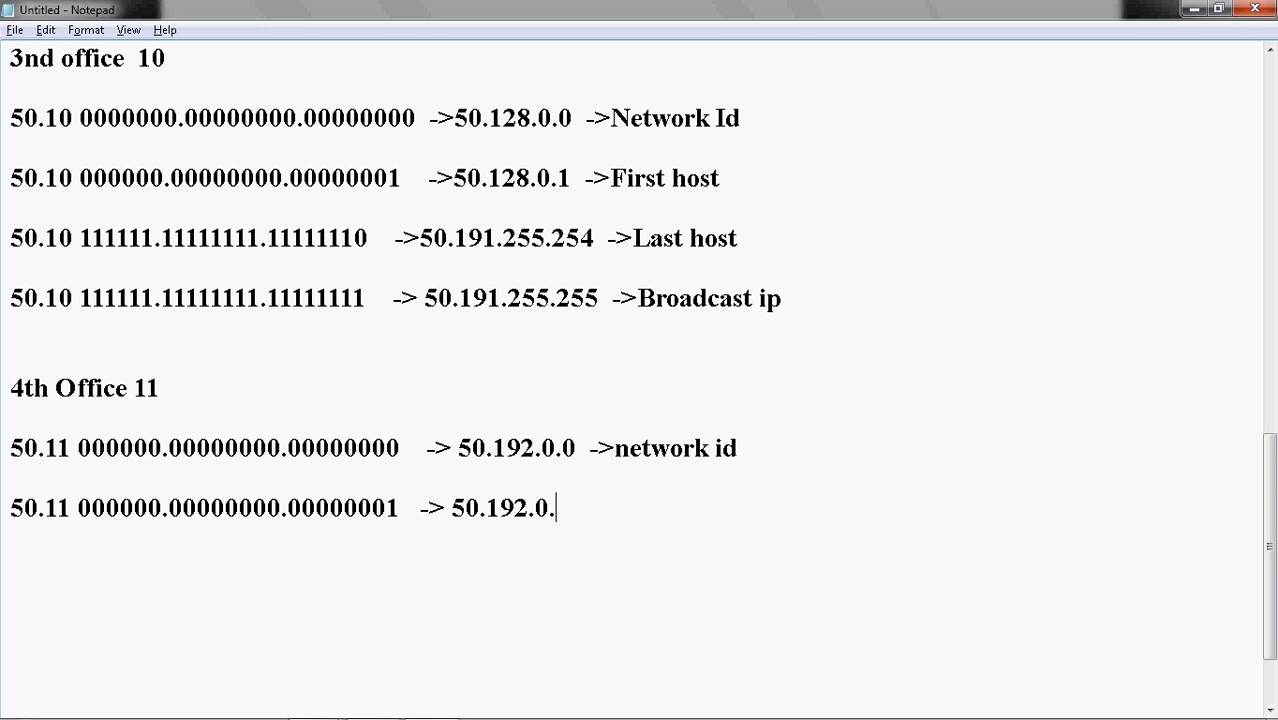 Untitled - Notepad
File Edit Format View Help
3nd office 10
50.10 0000000.00000000.00000000 ->50.128.0.0 ->Network Id
50.10 000000.00000000.00000001 ->50.128.0.1 ->First host
50.10 111111.11111111.11111110 ->50.191.255.254 ->Last host
50.10 111111.11111111.11111111 -> 50.191.255.255 ->Broadcast ip
4th Office 11
50.11 000000.00000000.00000000 -> 50.192.0.0 ->network id
50.11 000000.00000000.00000001 -> 50.192.0.